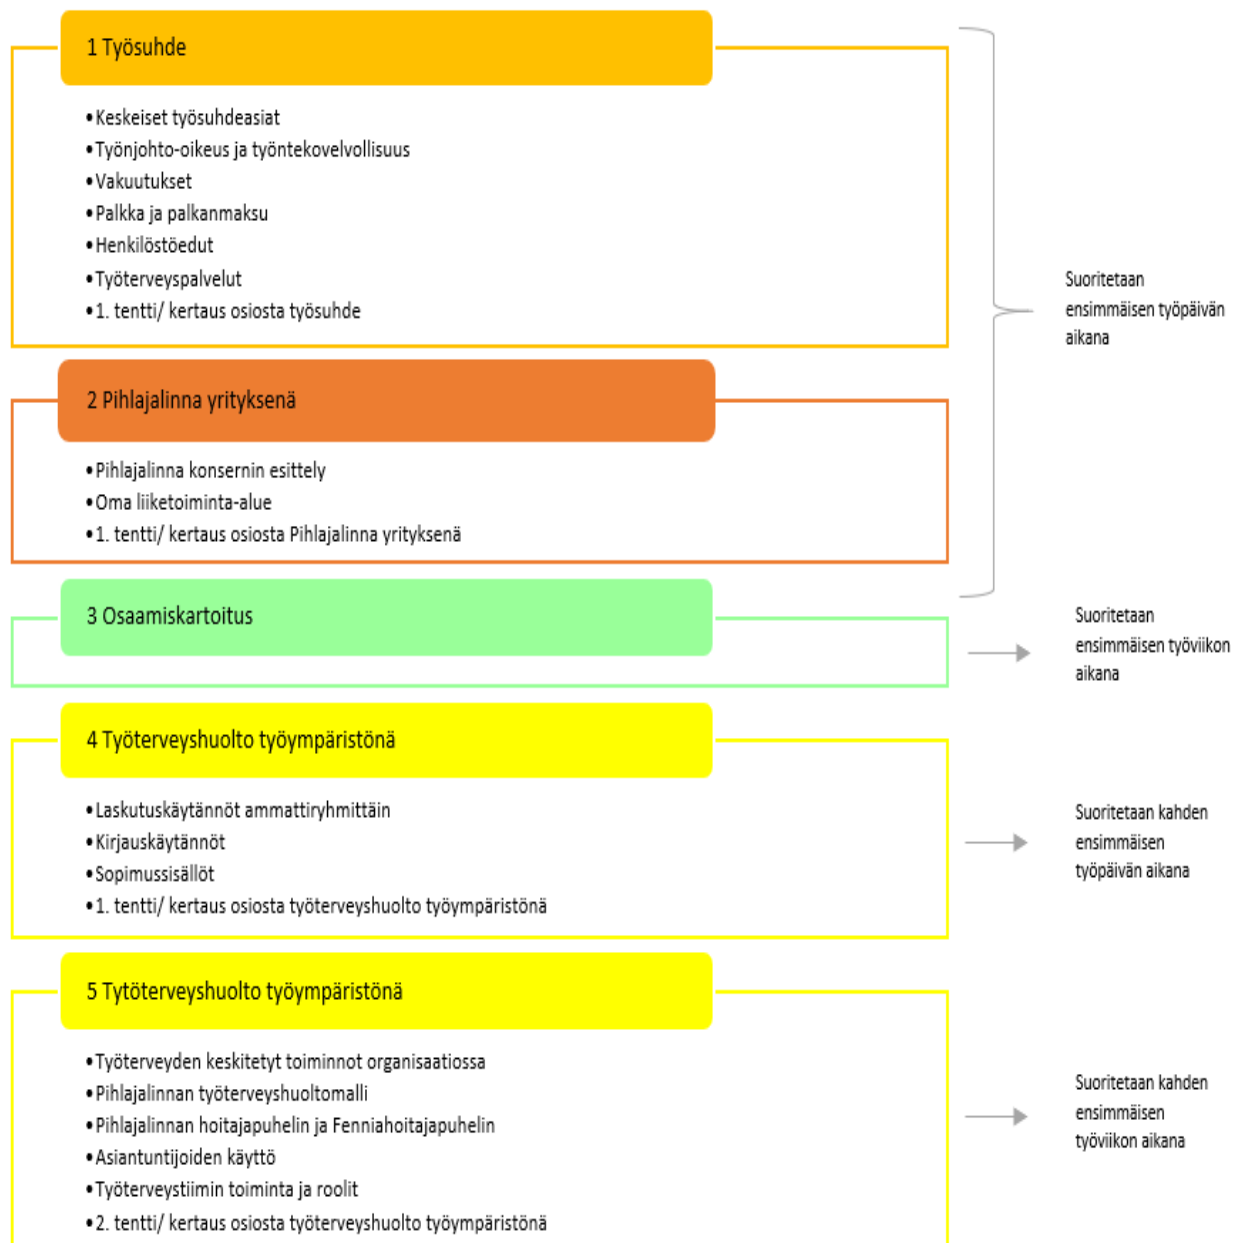 1 Työsuhde
•Keskeiset työsuhdeasiat
•Työnjohto-oikeus ja työntekovelvollisuus
•Vakuutukset
•Palkka ja palkanmaksu
•Henkilöstöedut
•Työterveyspalvelut
•1. tentti/ kertaus osiosta työsuhde
Suoritetaan
ensimmäisen työpäivän
aikana
2 Pihlajalinna yrityksenä
•Pihlajalinna konsernin esittely
•Oma liiketoiminta-alue
•1. tentti/ kertaus osiosta Pihlajalinna yrityksenä
3 Osaamiskartoitus
Suoritetaan
ensimmäisen työviikon
aikana
4 Työterveyshuolto työympäristönä
•Laskutuskäytännöt ammattiryhmittäin
•Kirjauskäytännöt
•Sopimussisällöt
•1. tentti/ kertaus osiosta työterveyshuolto työympäristönä
Suoritetaan kahden
ensimmäisen
työpäivän aikana
5 Tytöterveyshuolto työympäristönä
•Työterveyden keskitetyt toiminnot organisaatiossa
•Pihlajalinnan työterveyshuoltomalli
•Pihlajalinnan hoitajapuhelin ja Fenniahoitajapuhelin
•Asiantuntijoiden käyttö
•Työterveystiimin toiminta ja roolit
•2. tentti/ kertaus osiosta työterveyshuolto työympäristönä
Suoritetaan kahden
ensimmäisen
työviikon aikana